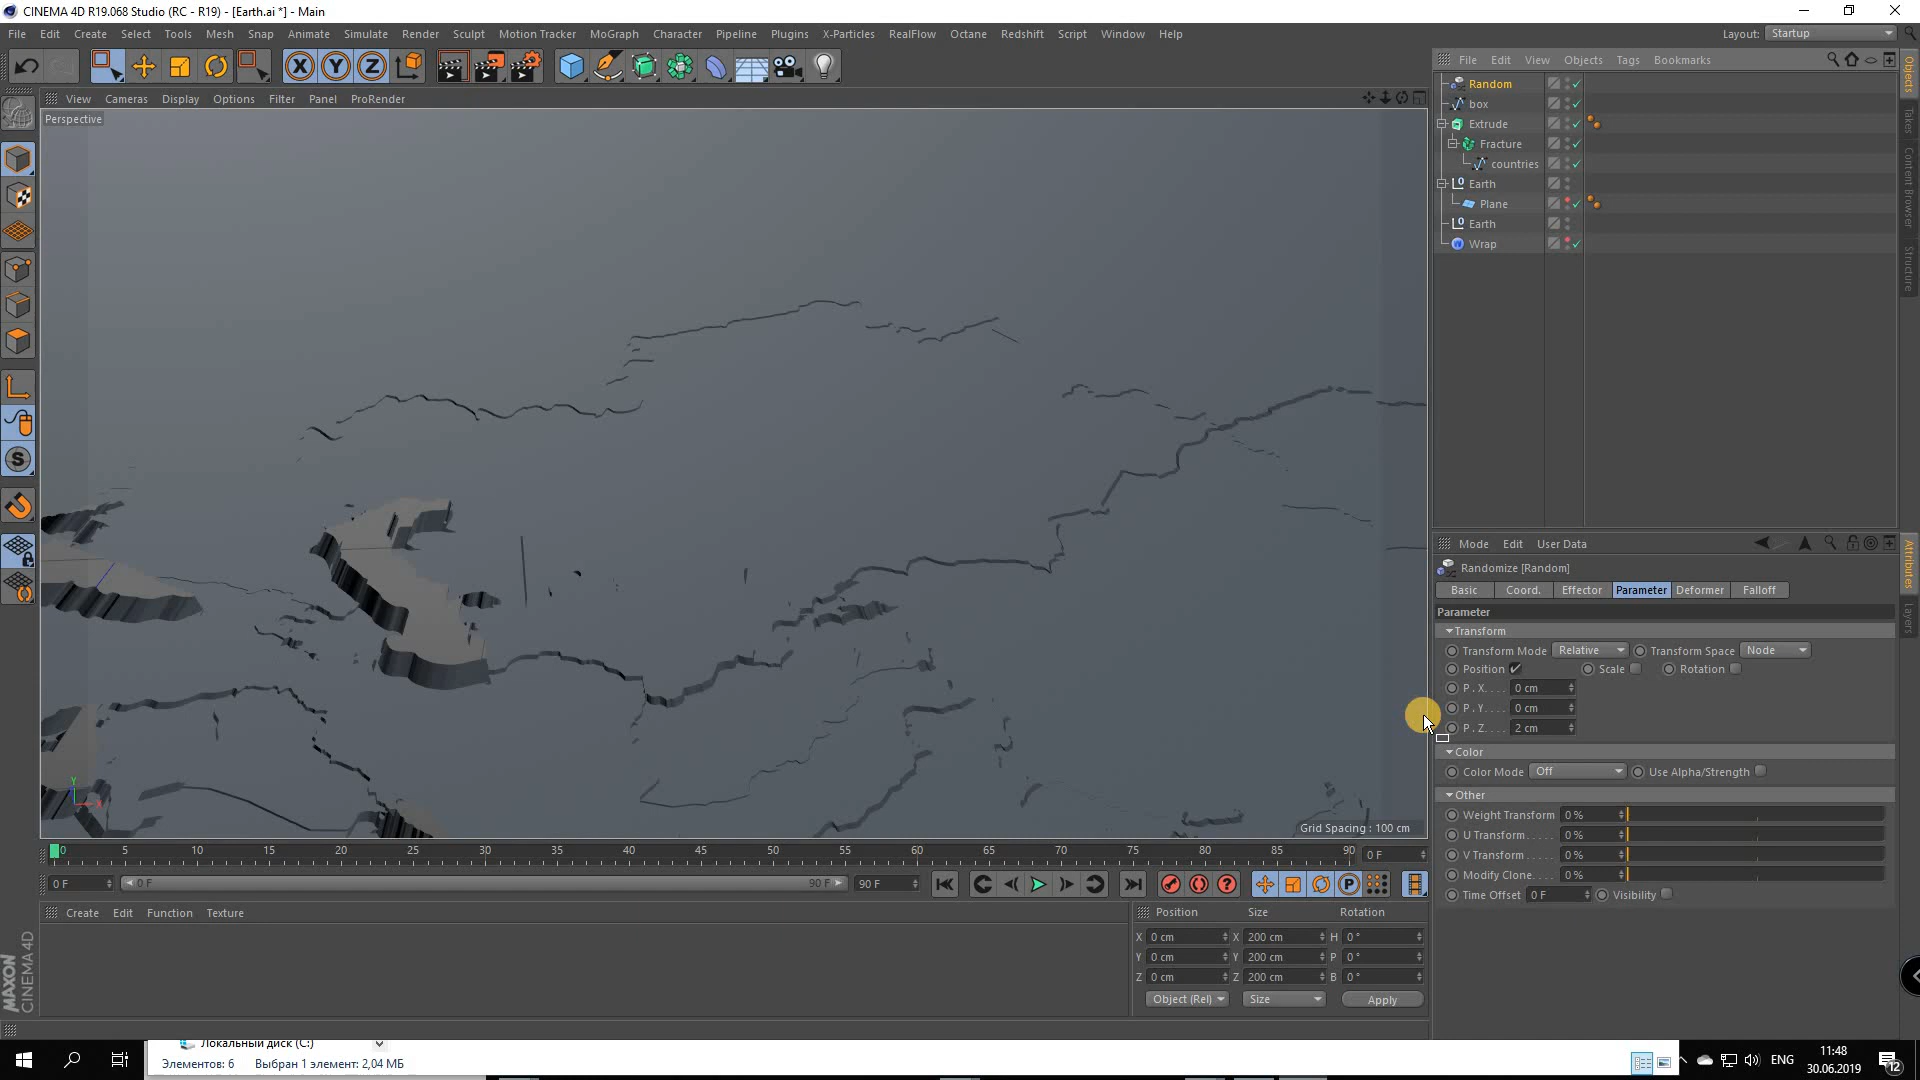 CINEMA 4D R19.068 Studio (RC - R19) - [Earth.ai *] - Main
File Edit Create Select Tools Mesh Snap Animate Simulate Render Sculpt Motion Tracker MoGraph Character Pipeline Plugins X-Particles RealFlow Octane Redshift Script Window Help Layout: Startup
File Edit View Objects Tags Bookmarks
View Cameras Display Options Filter Panel ProRender
Perspective
Random
box
Extrude
Fracture
countries
Earth
Plane
Earth
Wrap
Objects
Takes
Content Browser
Structure
Mode Edit User Data
Randomize [Random]
Basic Coord. Effector Parameter Deformer Falloff
Parameter
Transform
Transform Mode Relative Transform Space Node
Position Scale Rotation
P . X. . . . 0 cm
P . Y. . . . 0 cm
P . Z. . . . 2 cm
Color
Color Mode Off Use Alpha/Strength
Other
Weight Transform 0 %
U Transform. . . . . 0 %
V Transform . . . . . 0 %
Modify Clone. . . . 0 %
Time Offset 0 F Visibility
Attributes
Layers
Y
X
Grid Spacing : 100 cm
0 5 10 15 20 25 30 35 40 45 50 55 60 65 70 75 80 85 90 0 F
0 F 0 F 90 F 90 F
Create Edit Function Texture
Position Size Rotation
X 0 cm X 200 cm H 0 °
Y 0 cm Y 200 cm P 0 °
Z 0 cm Z 200 cm B 0 °
Object (Rel) Size Apply
MAXON
CINEMA 4D
Локальный диск (C:)
Элементов: 6 Выбран 1 элемент: 2,04 МБ
ENG
11:48
30.06.2019
12